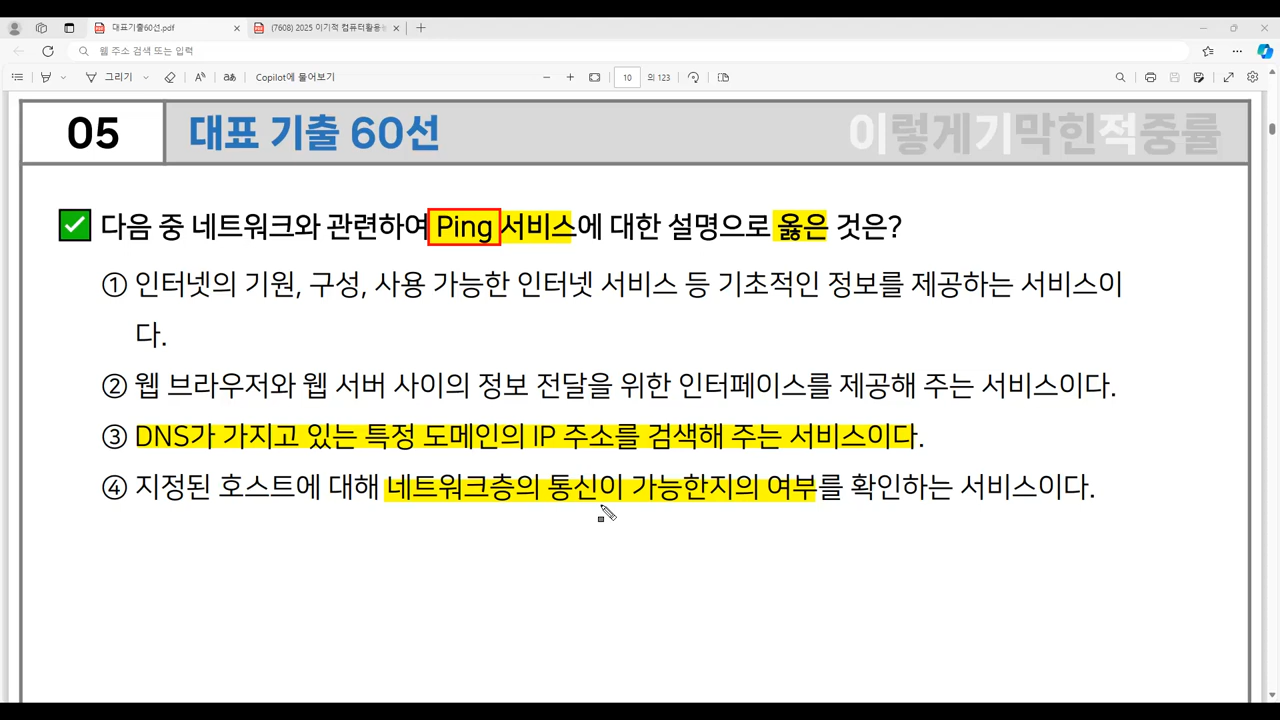 대표기출60선.pdf
(7608) 2025 이기적 컴퓨터활용능
웹 주소 검색 또는 입력
그리기
Copilot에 물어보기
10 의 123
05 대표 기출 60선 이렇게기막힌적중률
다음 중 네트워크와 관련하여 Ping 서비스에 대한 설명으로 옳은 것은?
① 인터넷의 기원, 구성, 사용 가능한 인터넷 서비스 등 기초적인 정보를 제공하는 서비스이
다.
② 웹 브라우저와 웹 서버 사이의 정보 전달을 위한 인터페이스를 제공해 주는 서비스이다.
③ DNS가 가지고 있는 특정 도메인의 IP 주소를 검색해 주는 서비스이다.
④ 지정된 호스트에 대해 네트워크층의 통신이 가능한지의 여부를 확인하는 서비스이다.